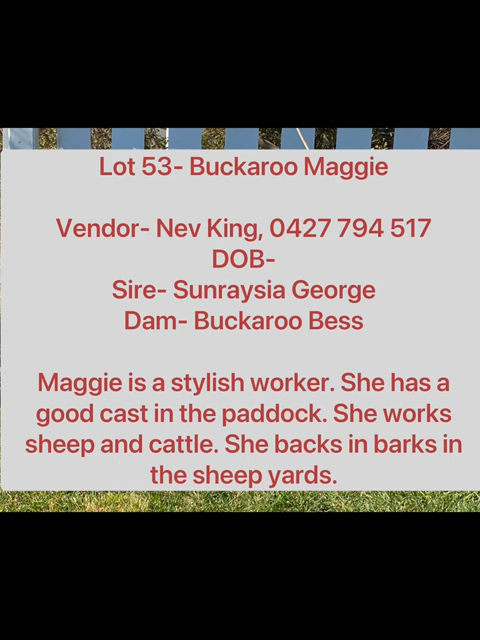 Lot 53- Buckaroo Maggie
Vendor- Nev King, 0427 794 517
DOB-
Sire- Sunraysia George
Dam- Buckaroo Bess
Maggie is a stylish worker. She has a
good cast in the paddock. She works
sheep and cattle. She backs in barks in
the sheep yards.